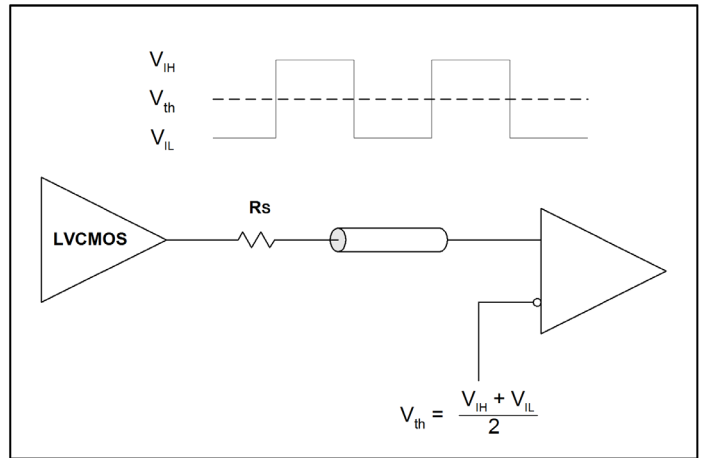 V_IH
V_th
V_IL
Rs
LVCMOS
V_th = (V_IH + V_IL) / 2